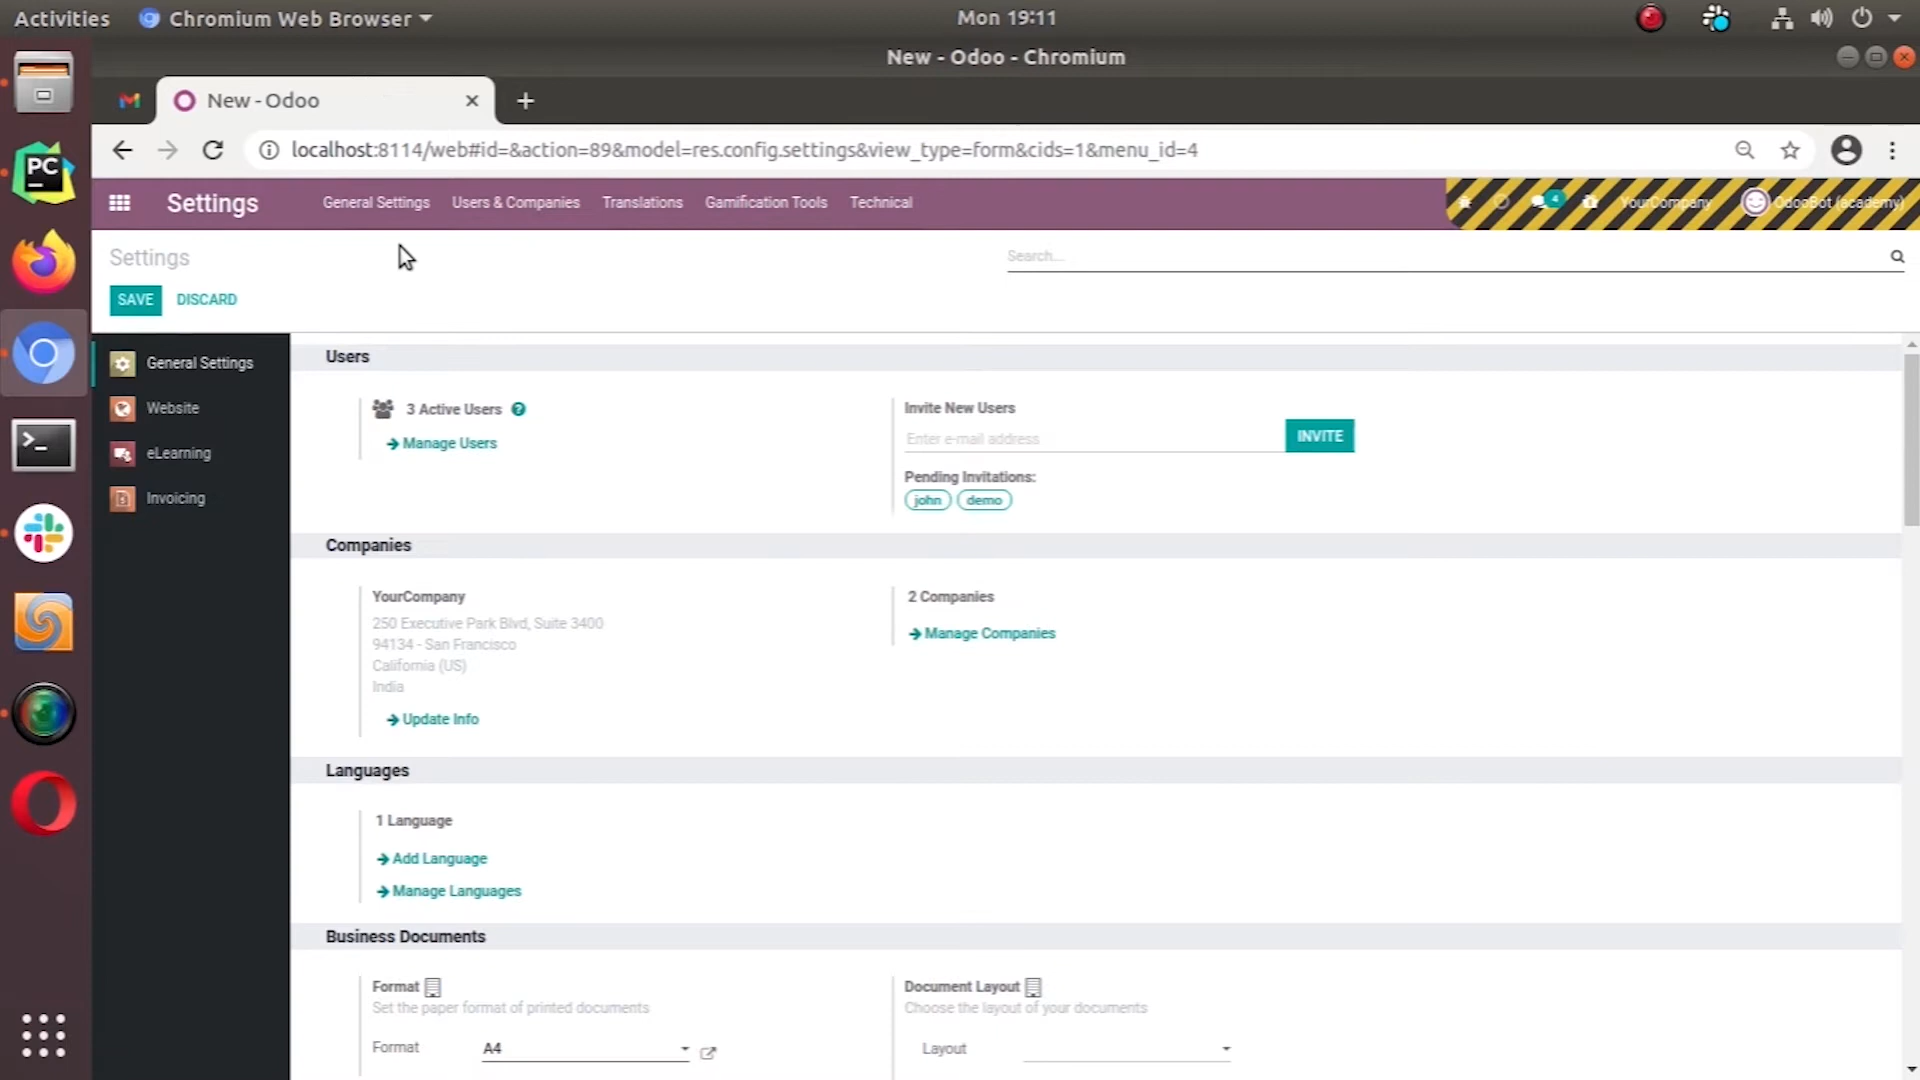 Activities
Chromium Web Browser
Mon 19:11
New - Odoo - Chromium
New - Odoo
localhost:8114/web#id=&action=89&model=res.config.settings&view_type=form&cids=1&menu_id=4
Settings
General Settings
Users & Companies
Translations
Gamification Tools
Technical
4
YourCompany
OdooBot (academy)
Settings
Search...
SAVE
DISCARD
General Settings
Website
eLearning
Invoicing
Users
3 Active Users
Manage Users
Invite New Users
Enter e-mail address
INVITE
Pending Invitations:
john demo
Companies
YourCompany
250 Executive Park Blvd, Suite 3400
94134 - San Francisco
California (US)
India
Update Info
2 Companies
Manage Companies
Languages
1 Language
Add Language
Manage Languages
Business Documents
Format
Set the paper format of printed documents
Format A4
Document Layout
Choose the layout of your documents
Layout
PC